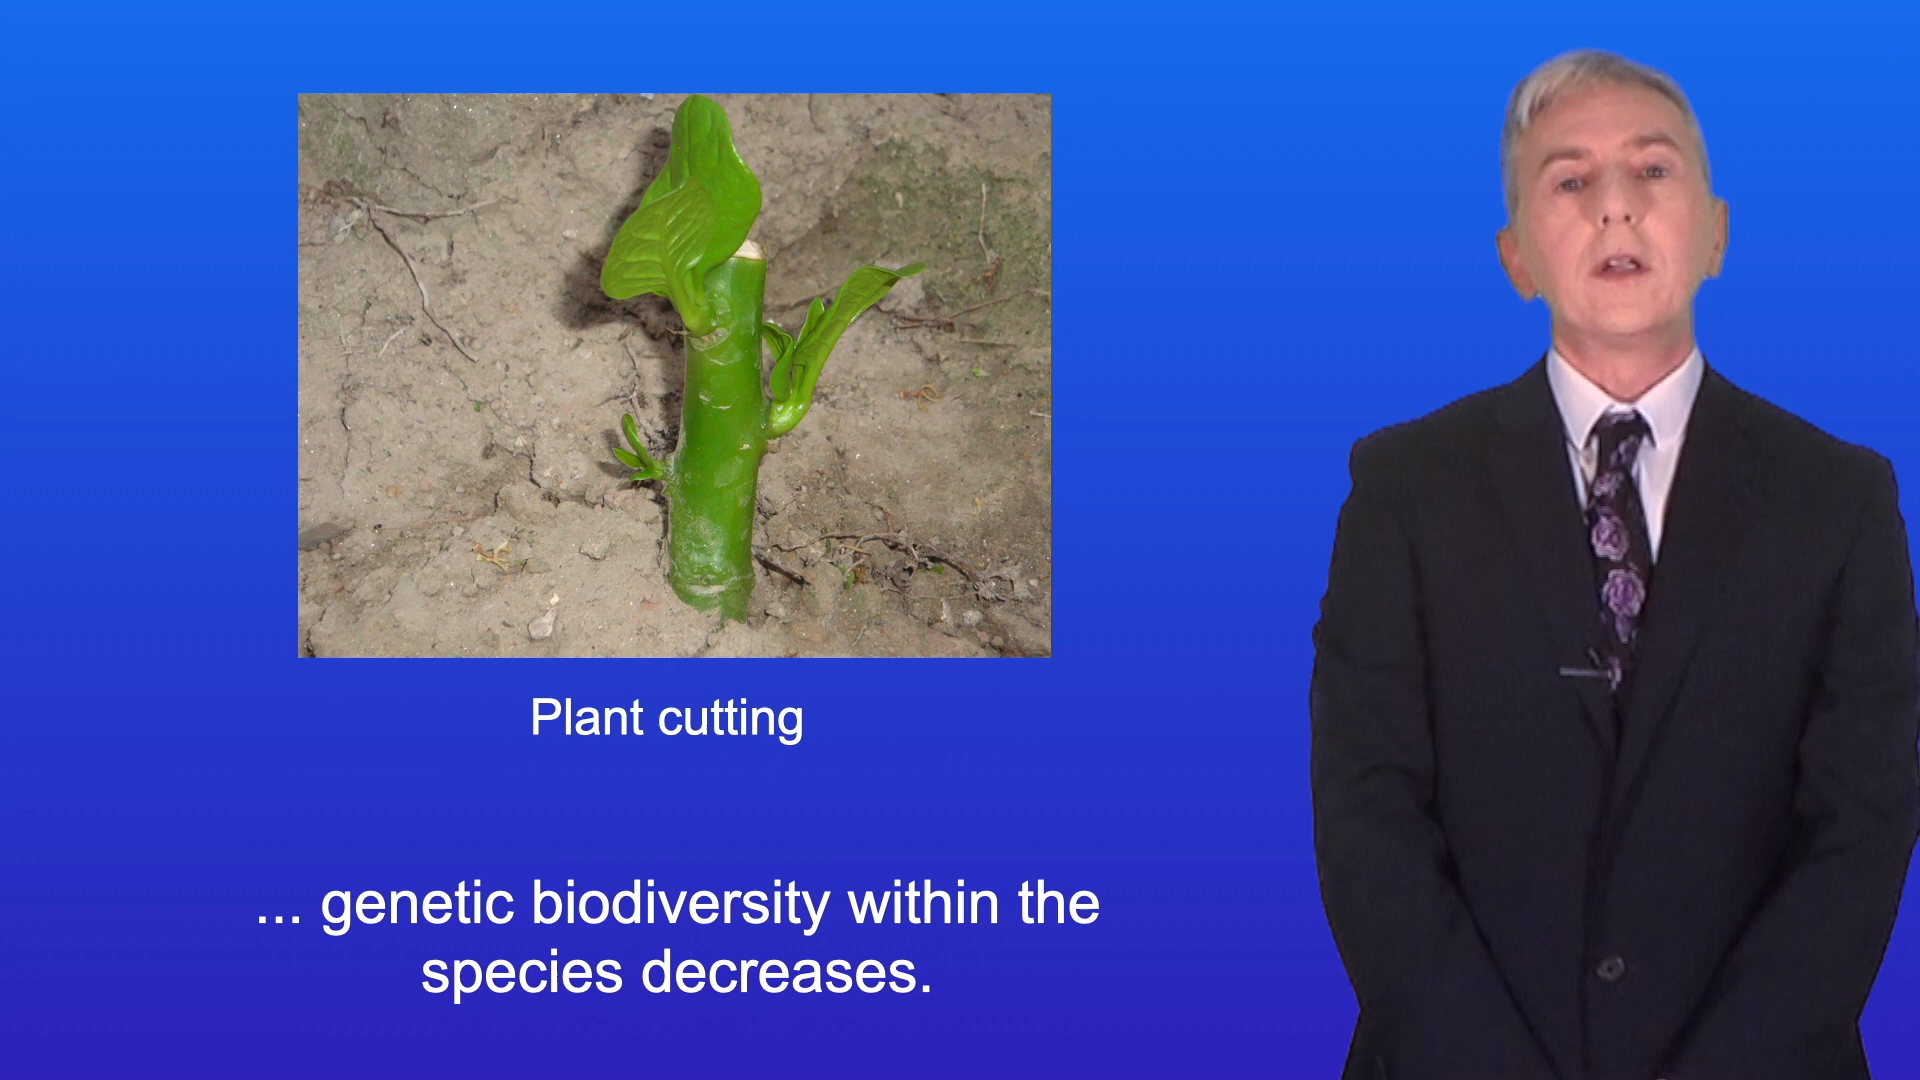 Plant cutting
... genetic biodiversity within the
species decreases.